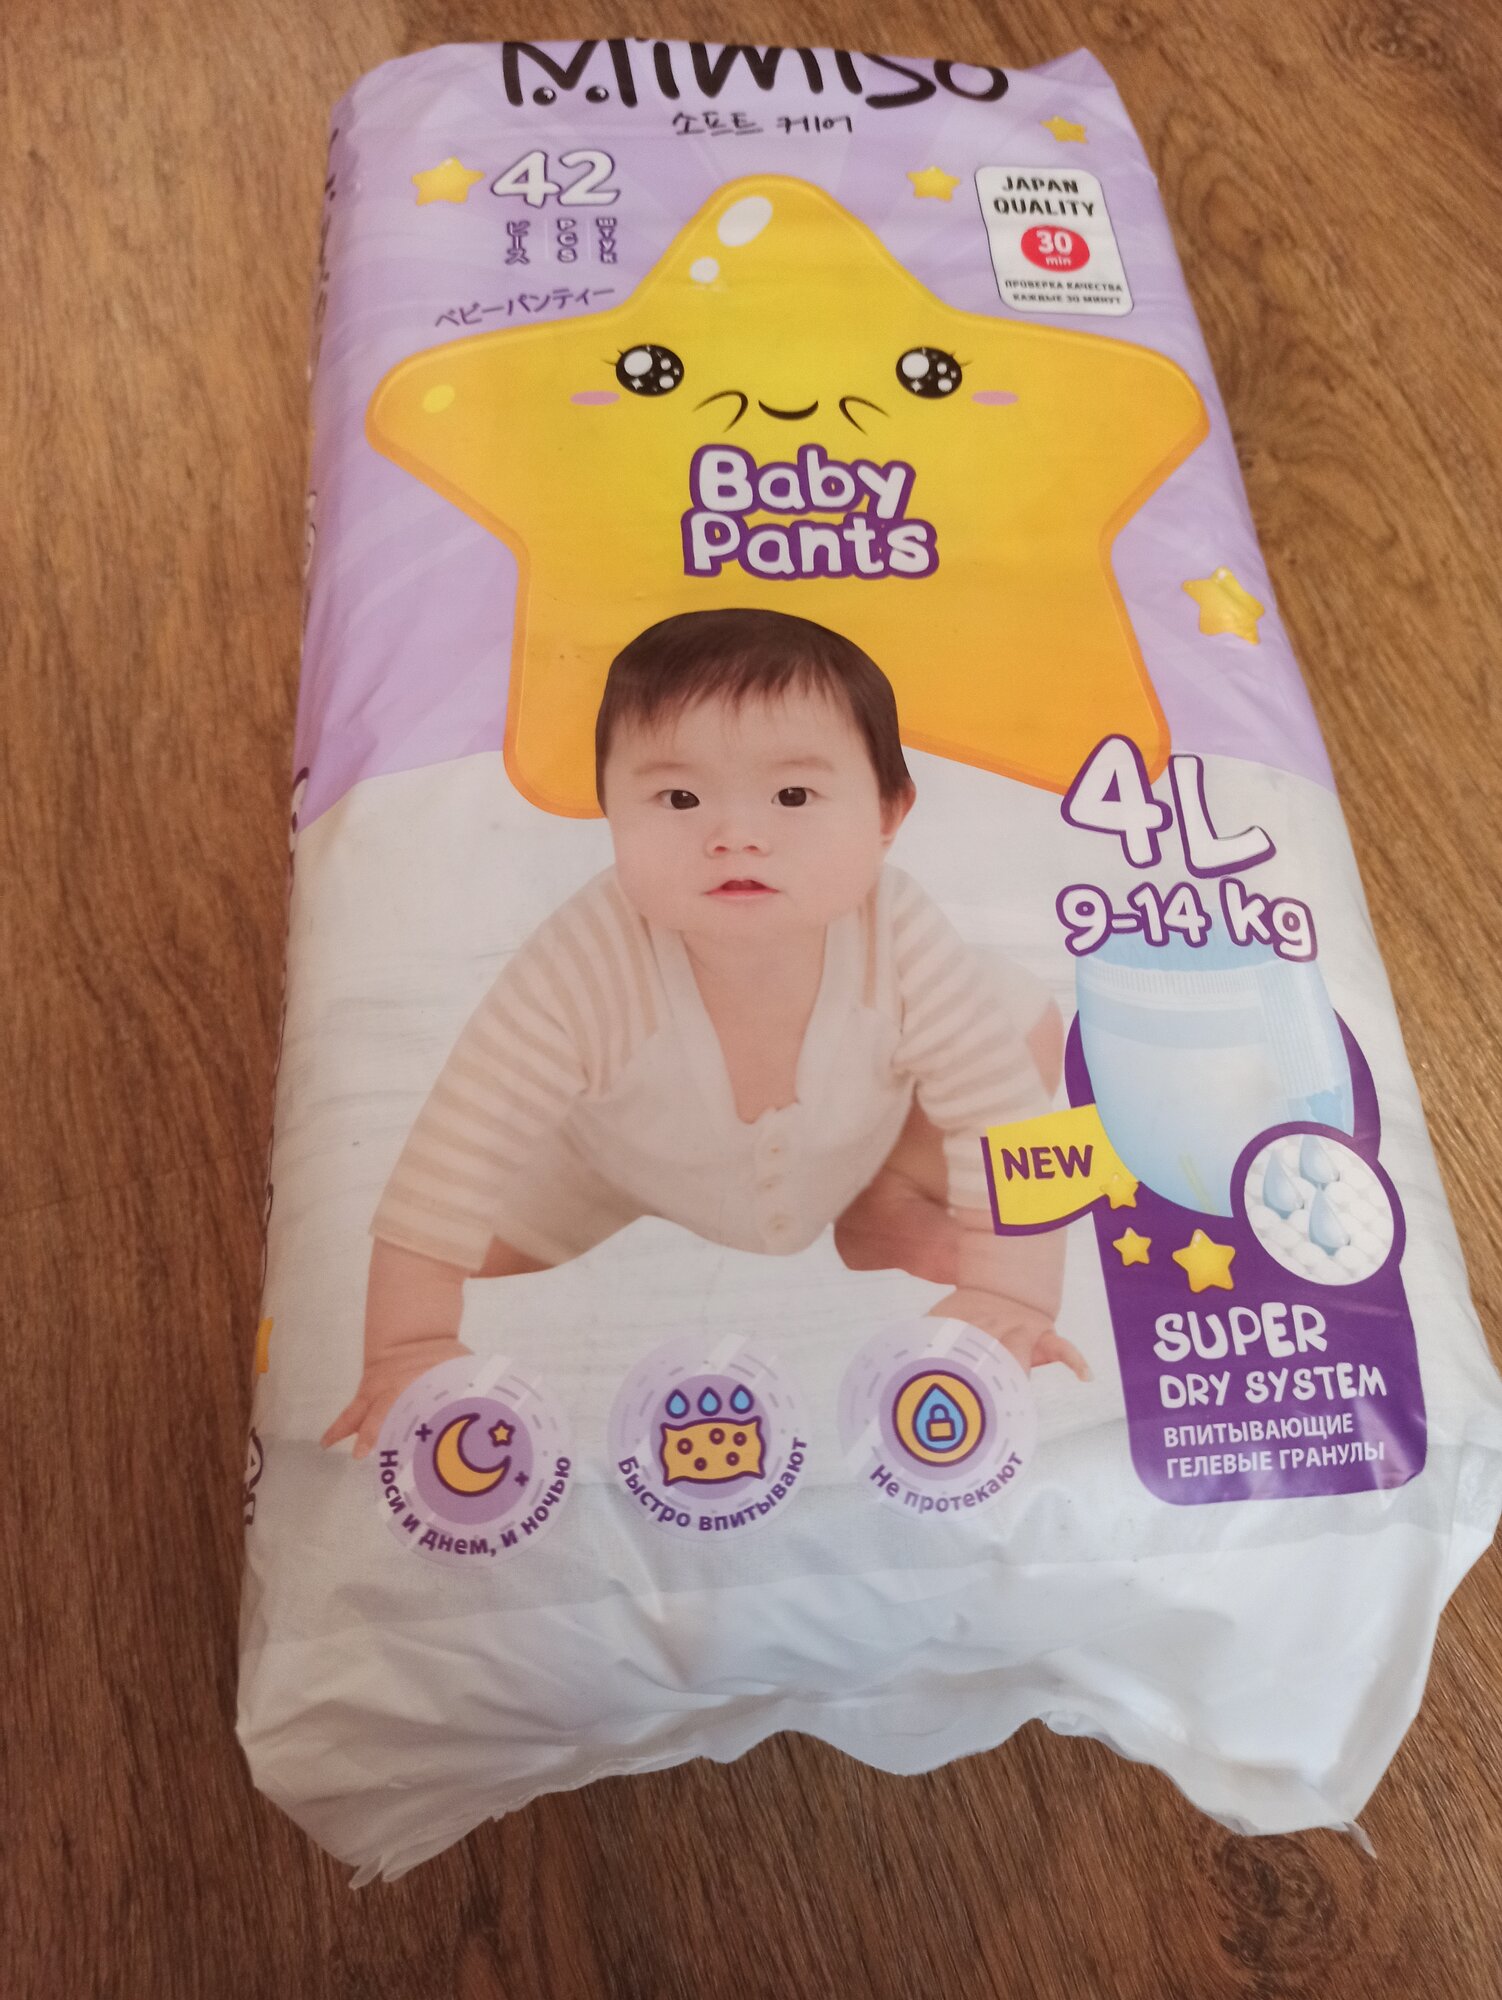 Mimiso
소프트 케어
42
ピース PCS ШТУК
ベビーパンティー
JAPAN
QUALITY
30
min
ПРОВЕРКА КАЧЕСТВА
КАЖДЫЕ 30 МИНУТ
Baby
Pants
4L
9-14 kg
NEW
SUPER
DRY SYSTEM
ВПИТЫВАЮЩИЕ
ГЕЛЕВЫЕ ГРАНУЛЫ
Носи и днем, и ночью
Быстро впитывают
Не протекают